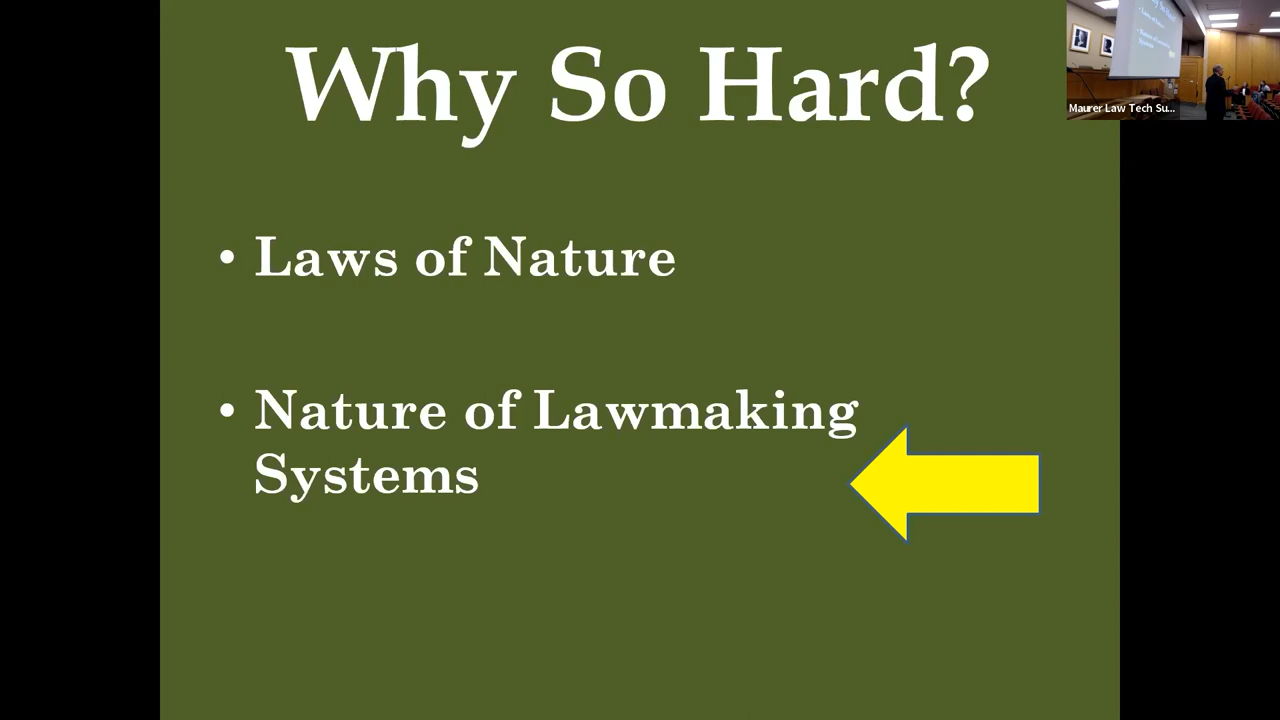 Why So Hard?
• Laws of Nature
• Nature of Lawmaking
Systems
Maurer Law Tech Su...